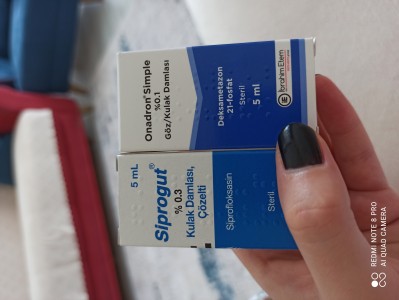 Onadron® Simple
%0.1
Göz/Kulak Damlası
Deksametazon
21-fosfat
Steril
5 ml
İbrahim Etem
5 mL
Siprogut®
% 0.3
Kulak Damlası,
Çözelti
Siprofloksasin
Steril
REDMI NOTE 8 PRO
AI QUAD CAMERA